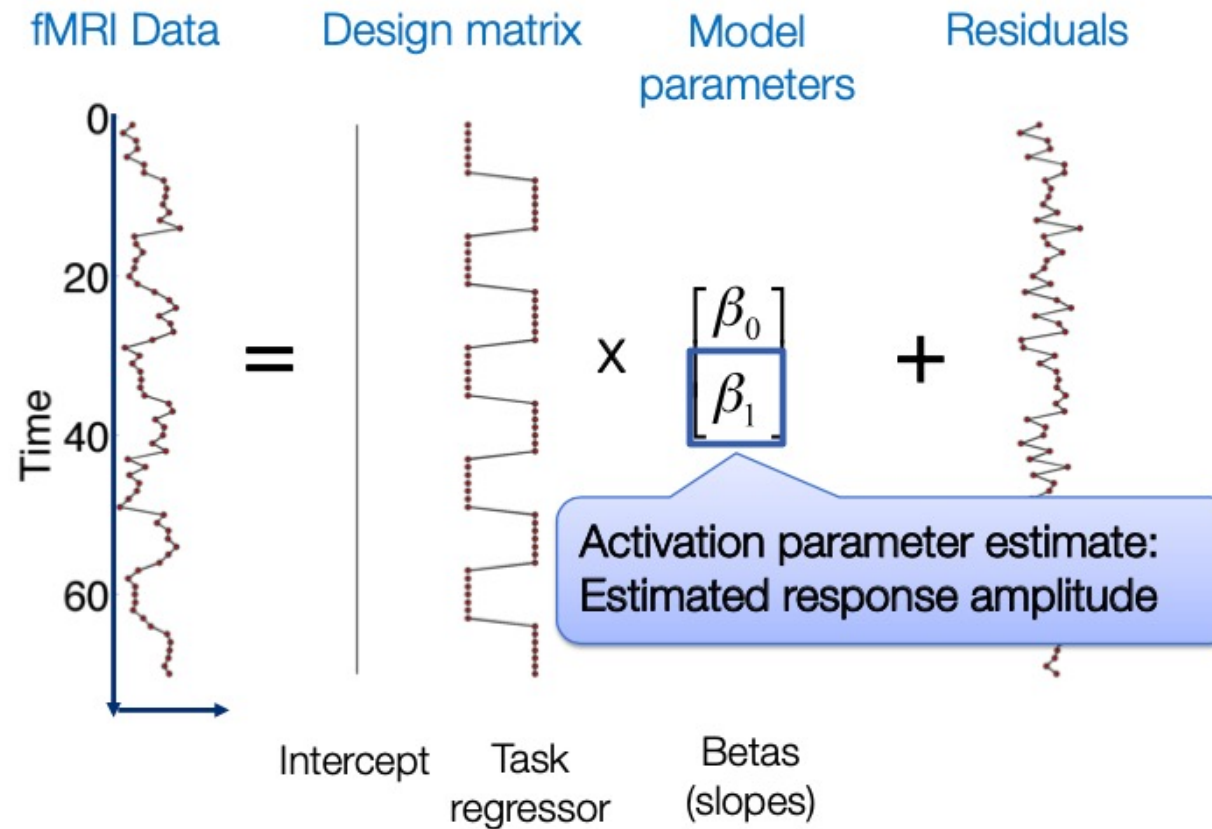 fMRI Data
Design matrix
Model
parameters
Residuals
0
20
40
60
Time
=
x
β0
β1
+
Activation parameter estimate:
Estimated response amplitude
Intercept
Task
regressor
Betas
(slopes)